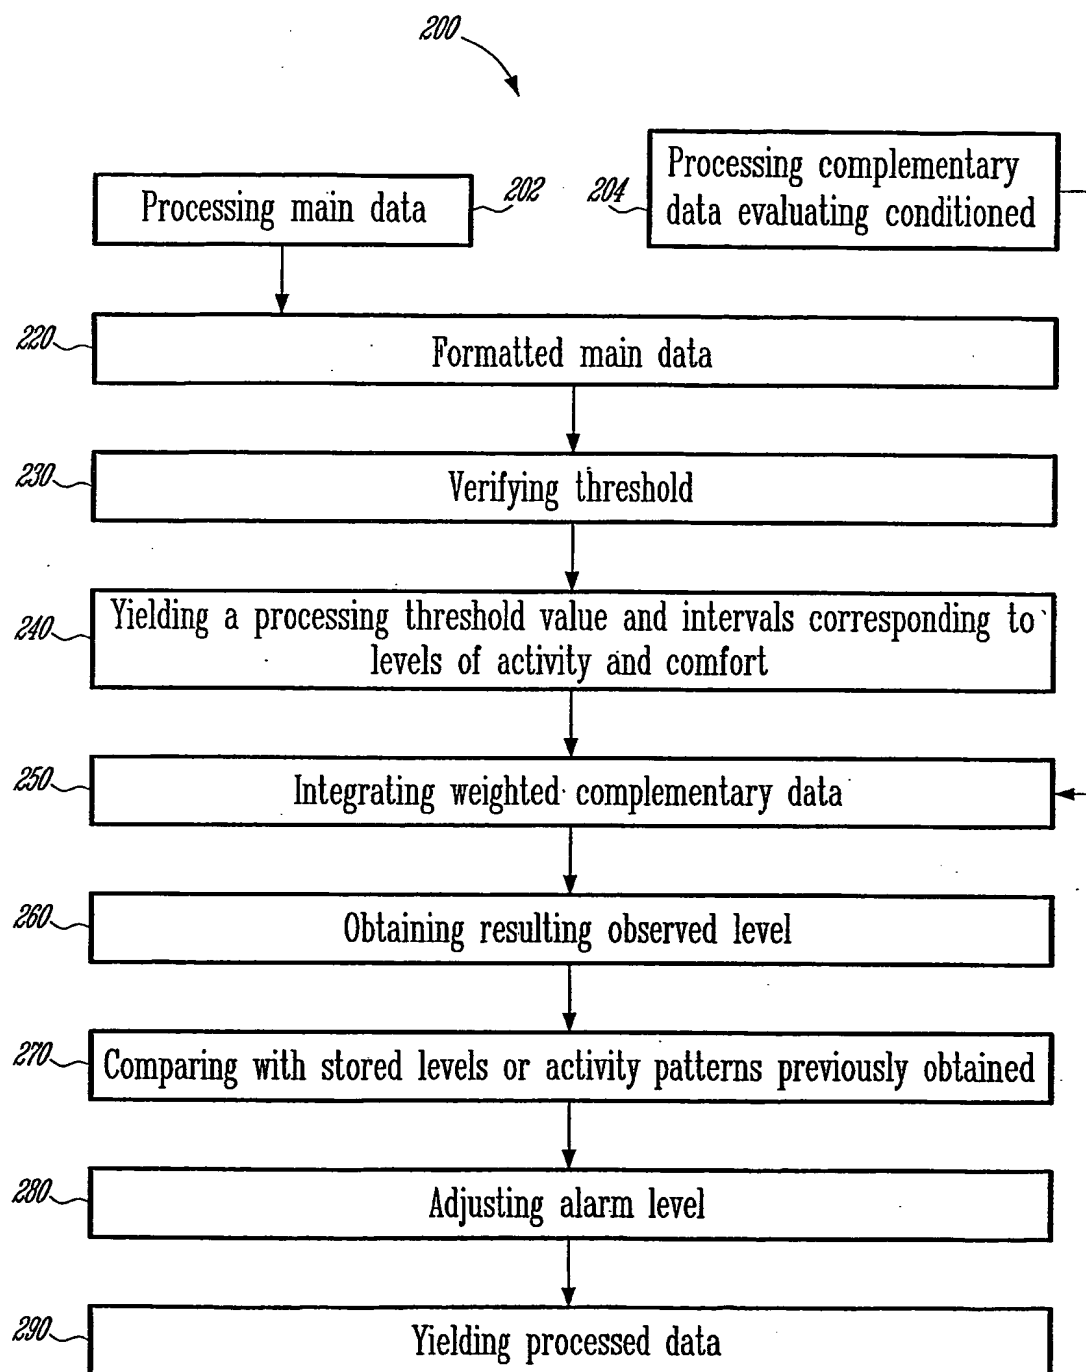 200
Processing main data
202
204
Processing complementary
data evaluating conditioned
220
Formatted main data
230
Verifying threshold
240
Yielding a processing threshold value and intervals corresponding to
levels of activity and comfort
250
Integrating weighted complementary data
260
Obtaining resulting observed level
270
Comparing with stored levels or activity patterns previously obtained
280
Adjusting alarm level
290
Yielding processed data